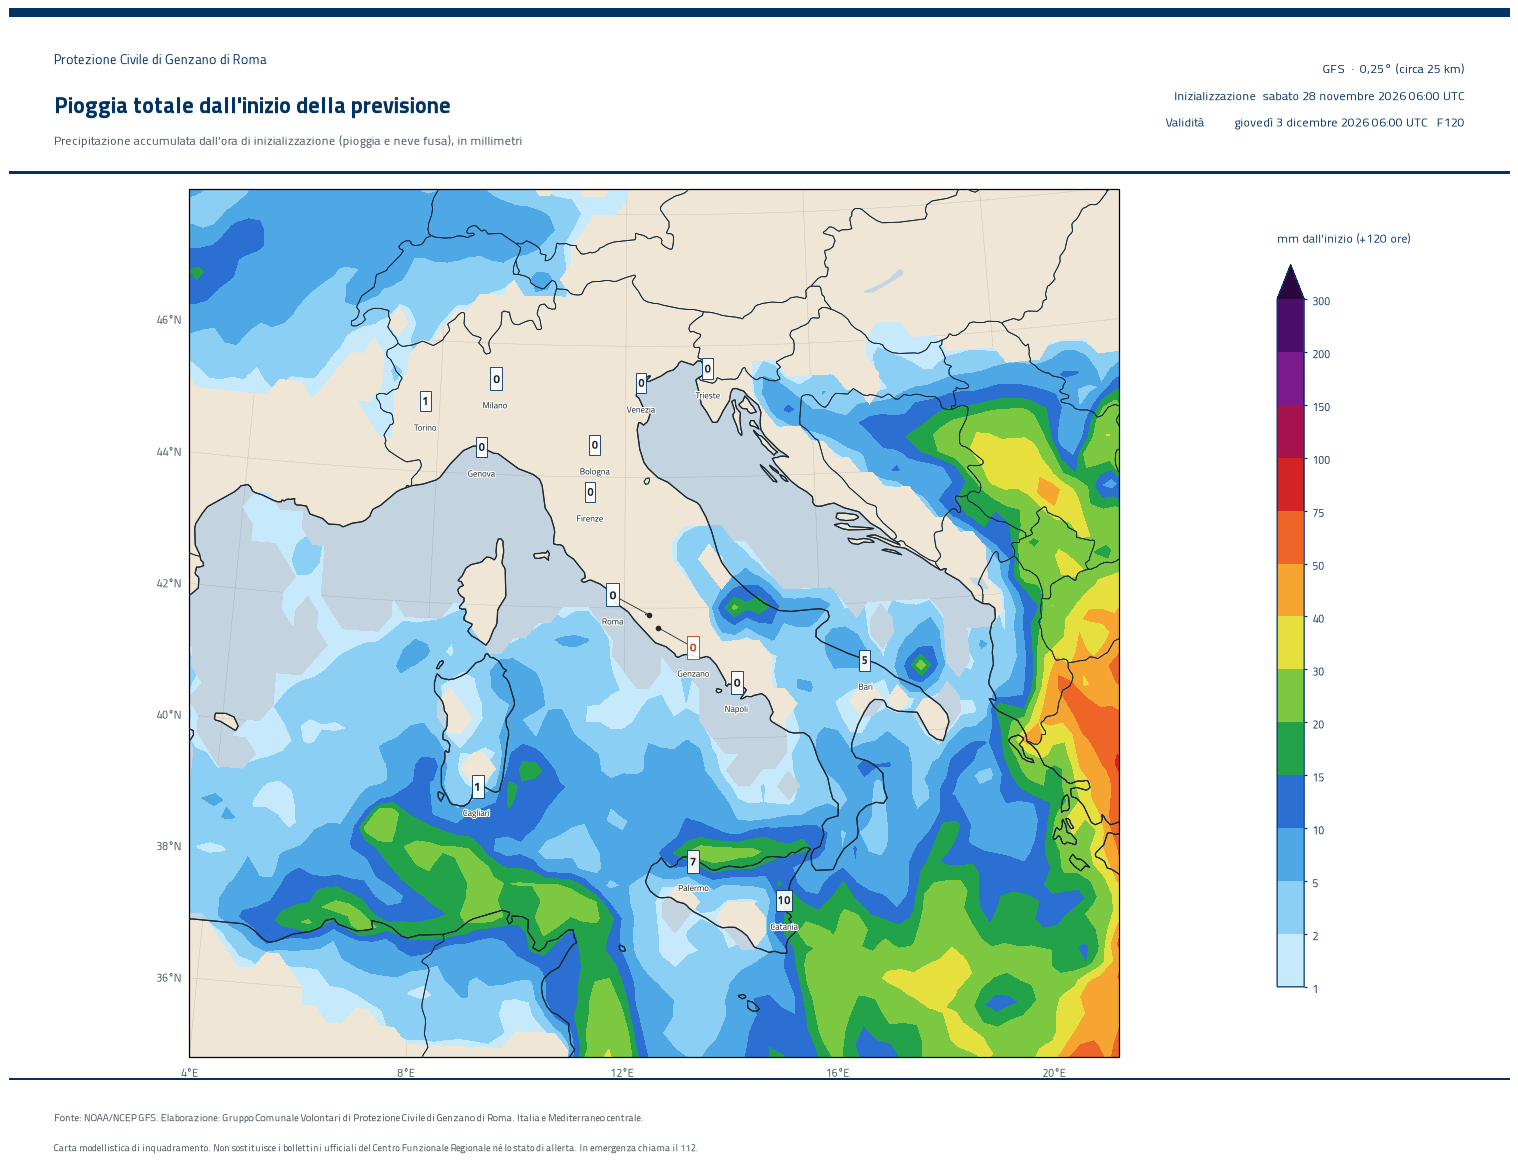 Protezione Civile di Genzano di Roma
Pioggia totale dall'inizio della previsione
Precipitazione accumulata dall'ora di inizializzazione (pioggia e neve fusa), in millimetri
GFS · 0,25° (circa 25 km)
Inizializzazione sabato 28 novembre 2026 06:00 UTC
Validità giovedì 3 dicembre 2026 06:00 UTC F120
mm dall'inizio (+120 ore)
300
200
150
100
75
50
40
30
20
15
10
5
2
1
46°N
44°N
42°N
40°N
38°N
36°N
4°E
8°E
12°E
16°E
20°E
1
Torino
0
Milano
0
Venezia
0
Trieste
0
Genova
0
Bologna
0
Firenze
0
Roma
0
Genzano
0
Napoli
5
Bari
1
Cagliari
7
Palermo
10
Catania
Fonte: NOAA/NCEP GFS. Elaborazione: Gruppo Comunale Volontari di Protezione Civile di Genzano di Roma. Italia e Mediterraneo centrale.
Carta modellistica di inquadramento. Non sostituisce i bollettini ufficiali del Centro Funzionale Regionale né lo stato di allerta. In emergenza chiama il 112.